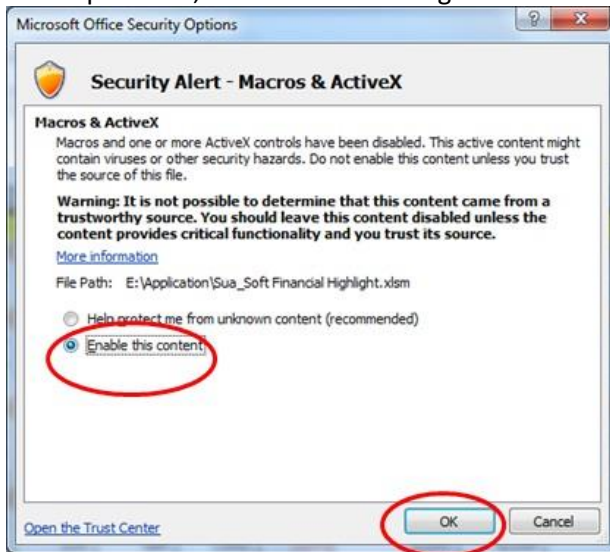 Microsoft Office Security Options
Security Alert - Macros & ActiveX
Macros & ActiveX
Macros and one or more ActiveX controls have been disabled. This active content might
contain viruses or other security hazards. Do not enable this content unless you trust
the source of this file.
Warning: It is not possible to determine that this content came from a
trustworthy source. You should leave this content disabled unless the
content provides critical functionality and you trust its source.
More information
File Path: E:\Application\Sua_Soft Financial Highlight.xlsm
Help protect me from unknown content (recommended)
Enable this content
Open the Trust Center OK Cancel